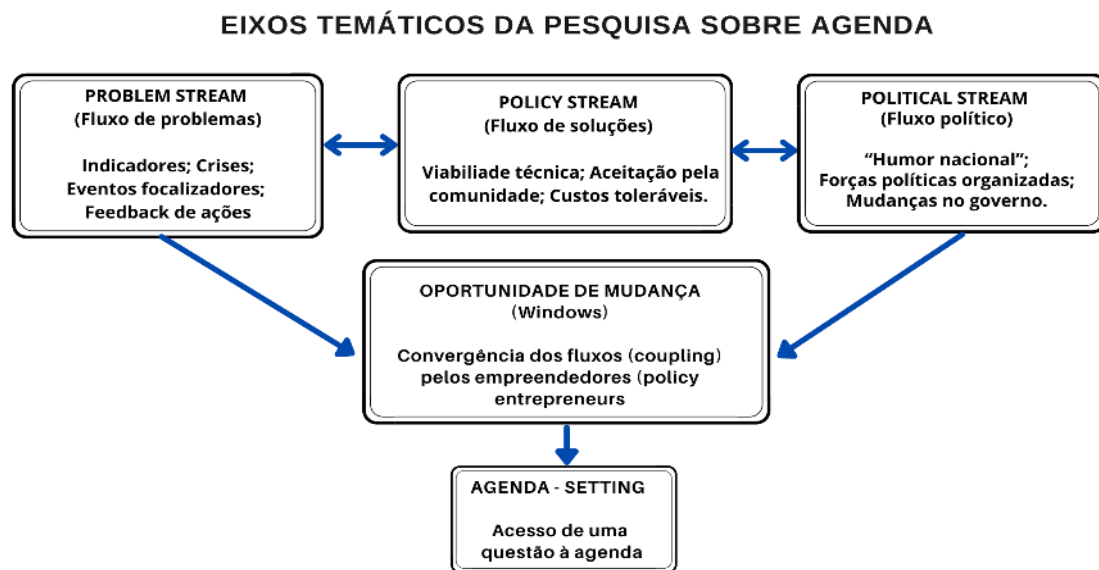 EIXOS TEMÁTICOS DA PESQUISA SOBRE AGENDA
PROBLEM STREAM
(Fluxo de problemas)
Indicadores; Crises;
Eventos focalizadores;
Feedback de ações
POLICY STREAM
(Fluxo de soluções)
Viabiliade técnica; Aceitação pela
comunidade; Custos toleráveis.
POLITICAL STREAM
(Fluxo político)
“Humor nacional”;
Forças políticas organizadas;
Mudanças no governo.
OPORTUNIDADE DE MUDANÇA
(Windows)
Convergência dos fluxos (coupling)
pelos empreendedores (policy
entrepreneurs
AGENDA - SETTING
Acesso de uma
questão à agenda